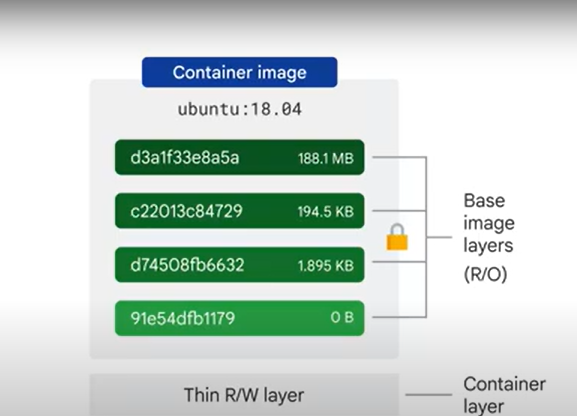 Container image
ubuntu:18.04
d3a1f33e8a5a 188.1 MB
c22013c84729 194.5 KB
d74508fb6632 1.895 KB
91e54dfb1179 0 B
Base
image
layers
(R/O)
Thin R/W layer
Container
layer